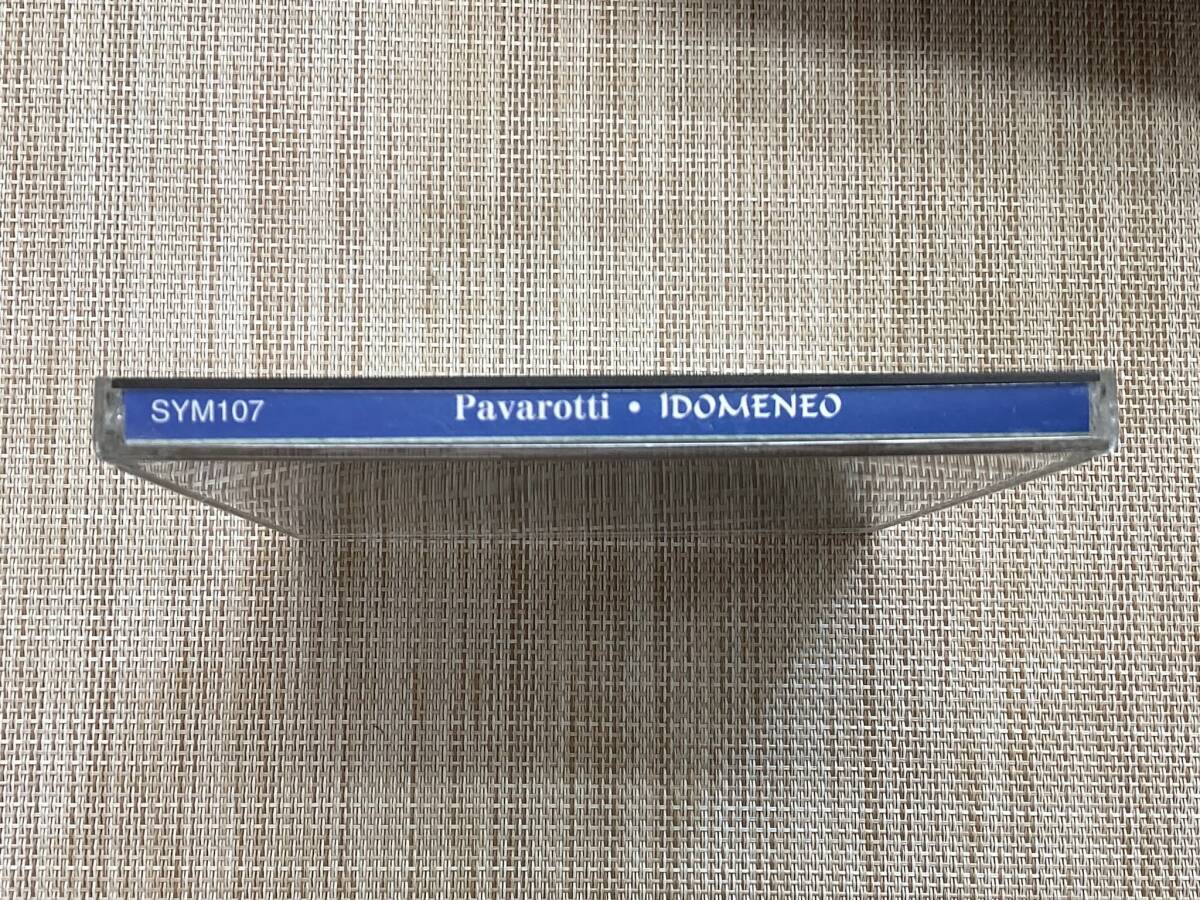 SYM107 Pavarotti • IDOMENEO